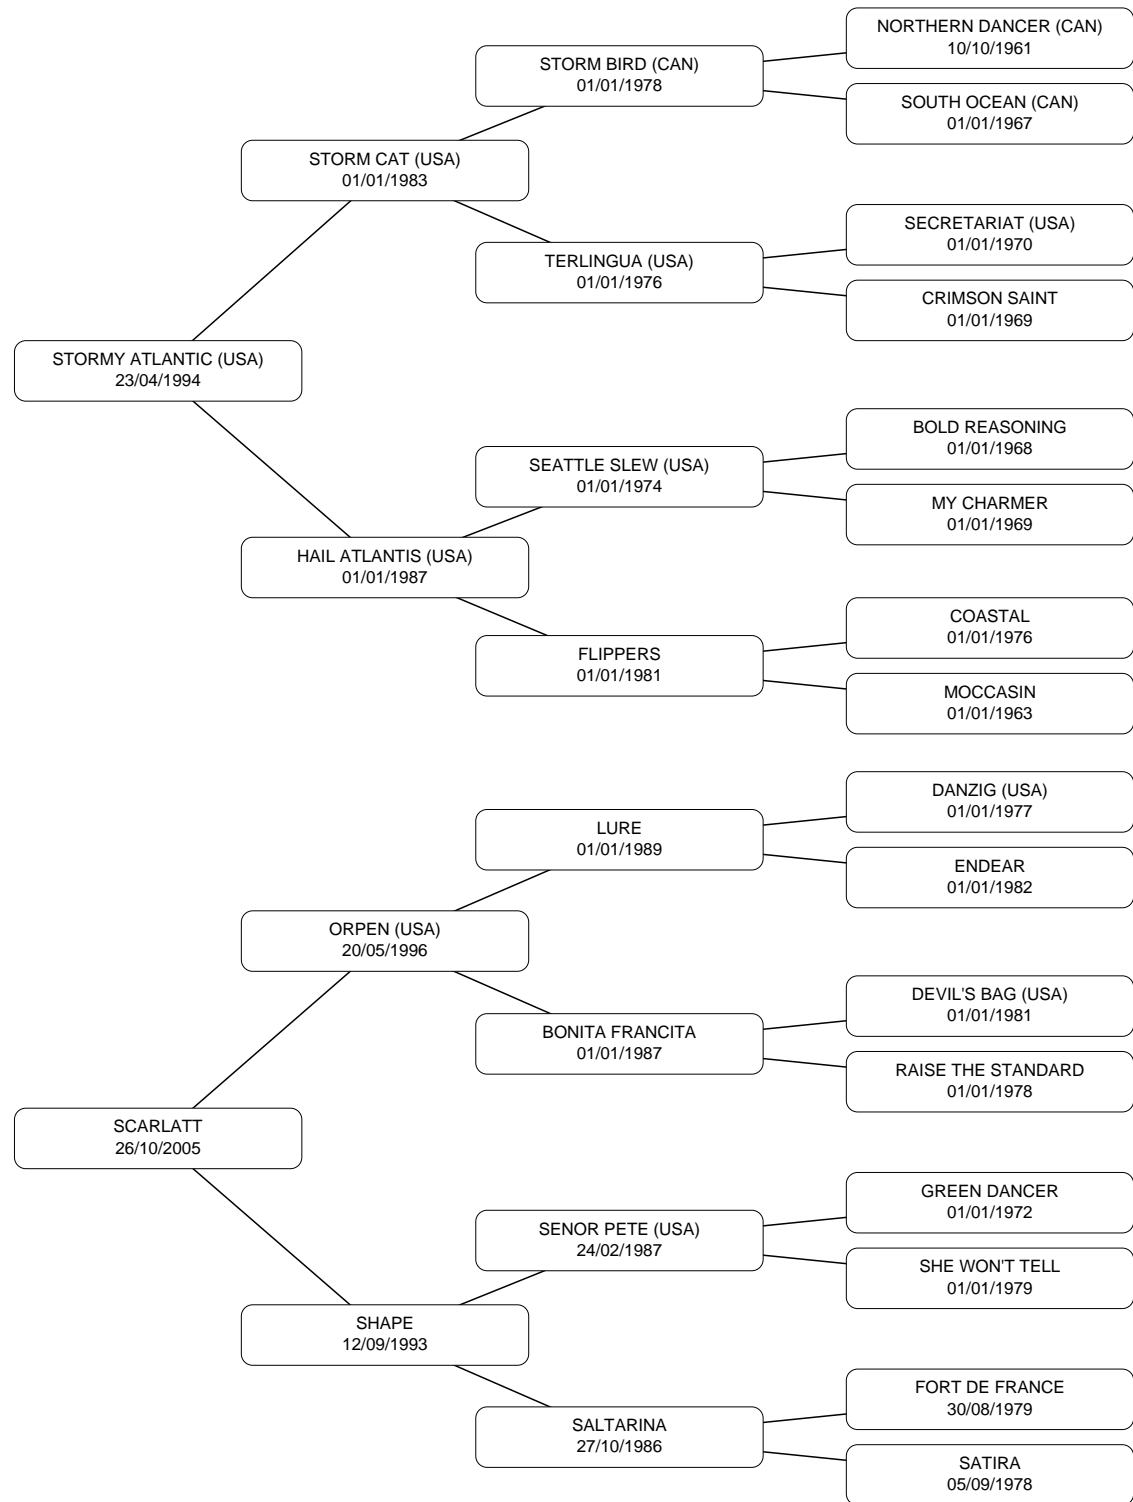 NORTHERN DANCER (CAN)
10/10/1961
STORM BIRD (CAN)
01/01/1978
SOUTH OCEAN (CAN)
01/01/1967
STORM CAT (USA)
01/01/1983
SECRETARIAT (USA)
01/01/1970
TERLINGUA (USA)
01/01/1976
CRIMSON SAINT
01/01/1969
STORMY ATLANTIC (USA)
23/04/1994
BOLD REASONING
01/01/1968
SEATTLE SLEW (USA)
01/01/1974
MY CHARMER
01/01/1969
HAIL ATLANTIS (USA)
01/01/1987
COASTAL
01/01/1976
FLIPPERS
01/01/1981
MOCCASIN
01/01/1963
DANZIG (USA)
01/01/1977
LURE
01/01/1989
ENDEAR
01/01/1982
ORPEN (USA)
20/05/1996
DEVIL'S BAG (USA)
01/01/1981
BONITA FRANCITA
01/01/1987
RAISE THE STANDARD
01/01/1978
SCARLATT
26/10/2005
GREEN DANCER
01/01/1972
SENOR PETE (USA)
24/02/1987
SHE WON'T TELL
01/01/1979
SHAPE
12/09/1993
FORT DE FRANCE
30/08/1979
SALTARINA
27/10/1986
SATIRA
05/09/1978